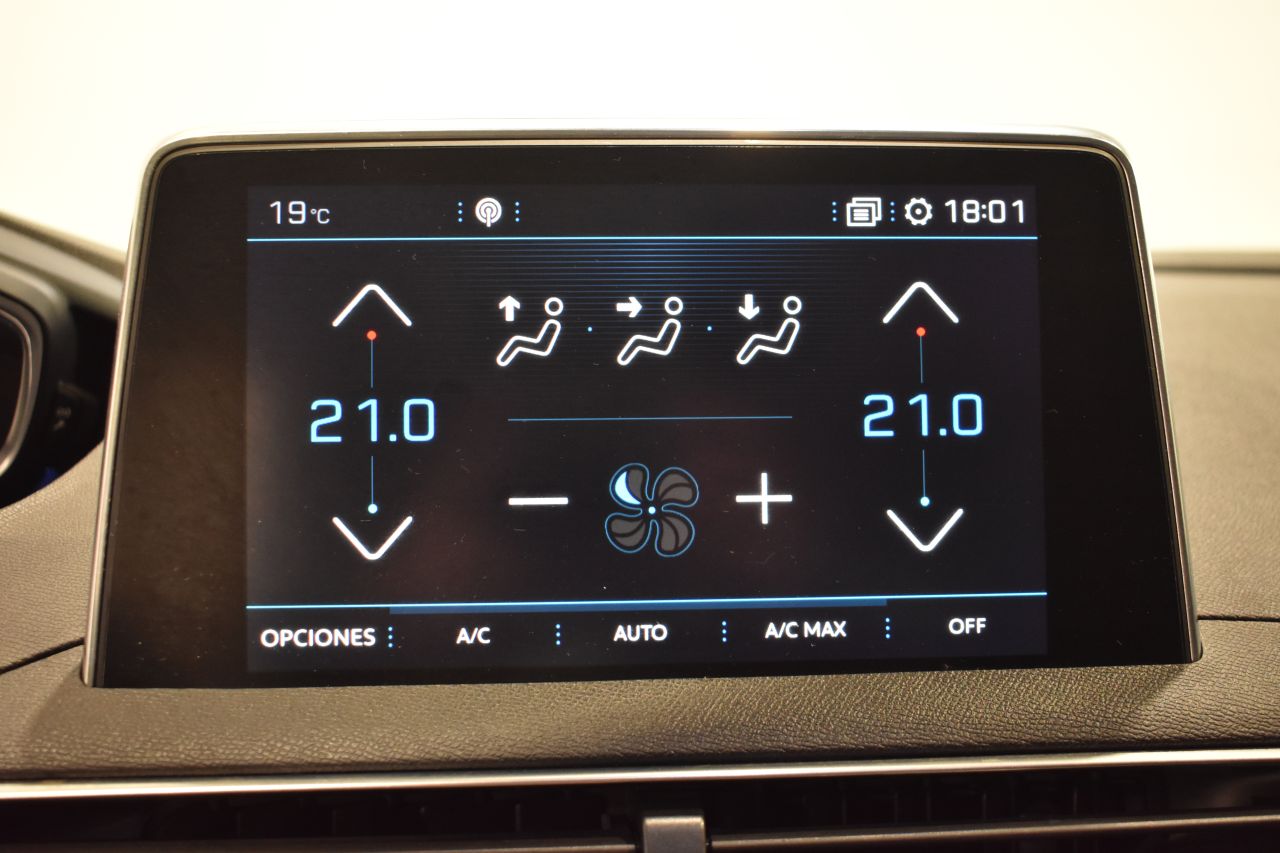 19°C 18:01
21.0 21.0
OPCIONES A/C AUTO A/C MAX OFF